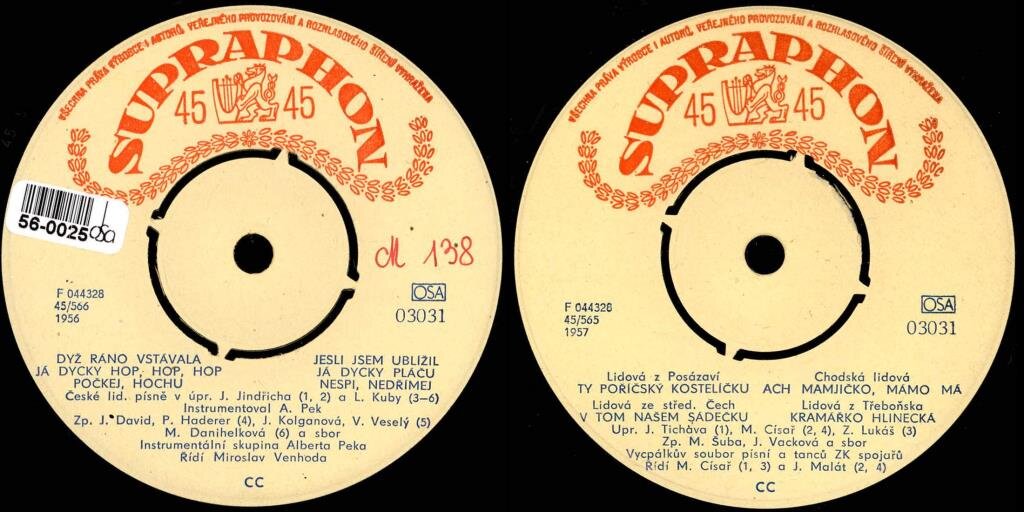 VŠECHNA PRÁVA VÝROBCE I AUTORŮ, VEŘEJNÉHO PROVOZOVÁNÍ A ROZHLASOVÉHO ŠÍŘENÍ VYHRAŽENA
SUPRAPHON
45 45
56-0025
osa
M 138
F 044328
45/566
1956
OSA
03031
DYŽ RÁNO VSTÁVALA
JÁ DYCKY HOP, HOP, HOP
POČKEJ, HOCHU
JESLI JSEM UBLÍŽIL
JÁ DYCKY PLÁČU
NESPI, NEDŘÍMEJ
České lid. písně v úpr. J. Jindřicha (1, 2) a L. Kuby (3–6)
Instrumentoval A. Pek
Zp. J. David, P. Haderer (4), J. Kolganová, V. Veselý (5)
M. Danihelková (6) a sbor
Instrumentální skupina Alberta Peka
Řídí Miroslav Venhoda
CC
VŠECHNA PRÁVA VÝROBCE I AUTORŮ, VEŘEJNÉHO PROVOZOVÁNÍ A ROZHLASOVÉHO ŠÍŘENÍ VYHRAŽENA
SUPRAPHON
45 45
F 044328
45/565
1957
OSA
03031
Lidová z Posázaví
TY POŘÍČSKÝ KOSTELÍČKU
Chodská lidová
ACH MAMJIČKO, MÁMO MÁ
Lidová ze střed. Čech
V TOM NAŠEM SÁDEČKU
Lidová z Třeboňska
KRAMÁRKO HLINECKÁ
Upr. J. Ticháva (1), M. Císař (2, 4), Z. Lukáš (3)
Zp. M. Šuba, J. Vacková a sbor
Vycpálkův soubor písní a tanců ZK spojařů
Řídí M. Císař (1, 3) a J. Malát (2, 4)
CC